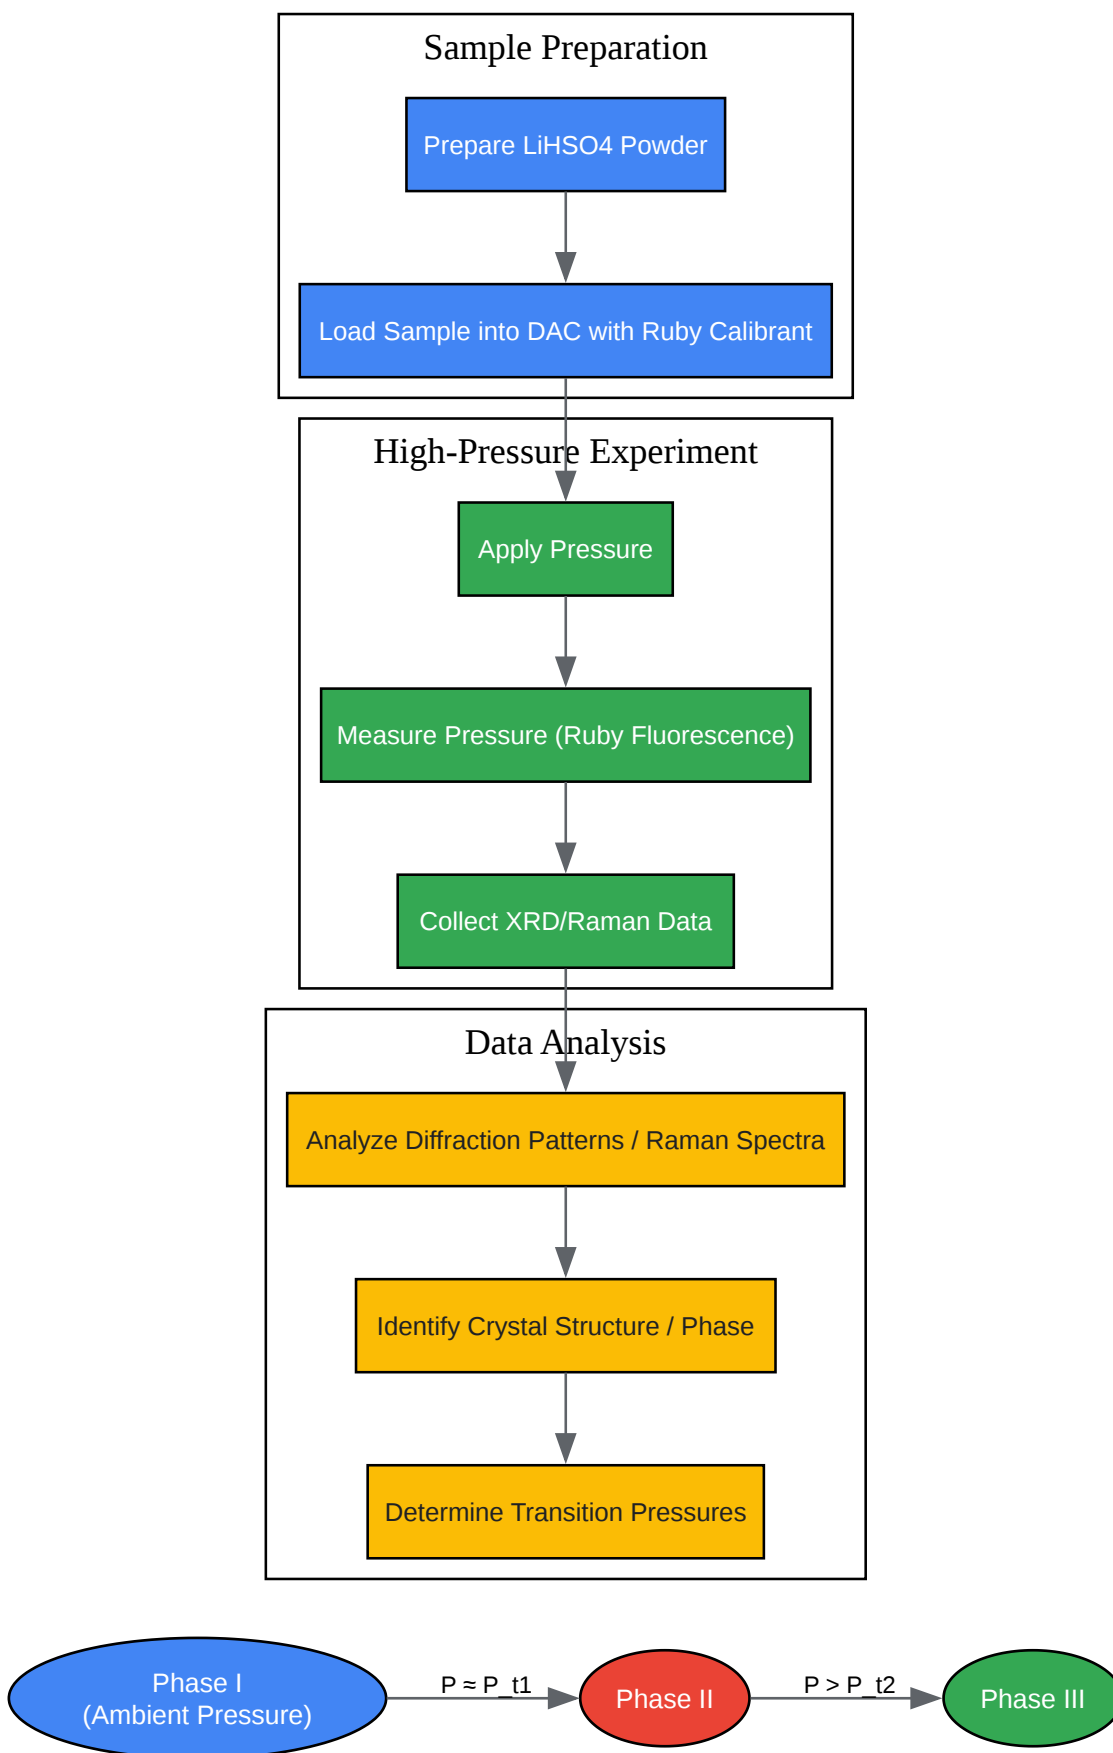 Sample Preparation
Prepare LiHSO4 Powder
Load Sample into DAC with Ruby Calibrant
High-Pressure Experiment
Apply Pressure
Measure Pressure (Ruby Fluorescence)
Collect XRD/Raman Data
Data Analysis
Analyze Diffraction Patterns / Raman Spectra
Identify Crystal Structure / Phase
Determine Transition Pressures
Phase I
(Ambient Pressure)
P ≈ P_t1
Phase II
P > P_t2
Phase III